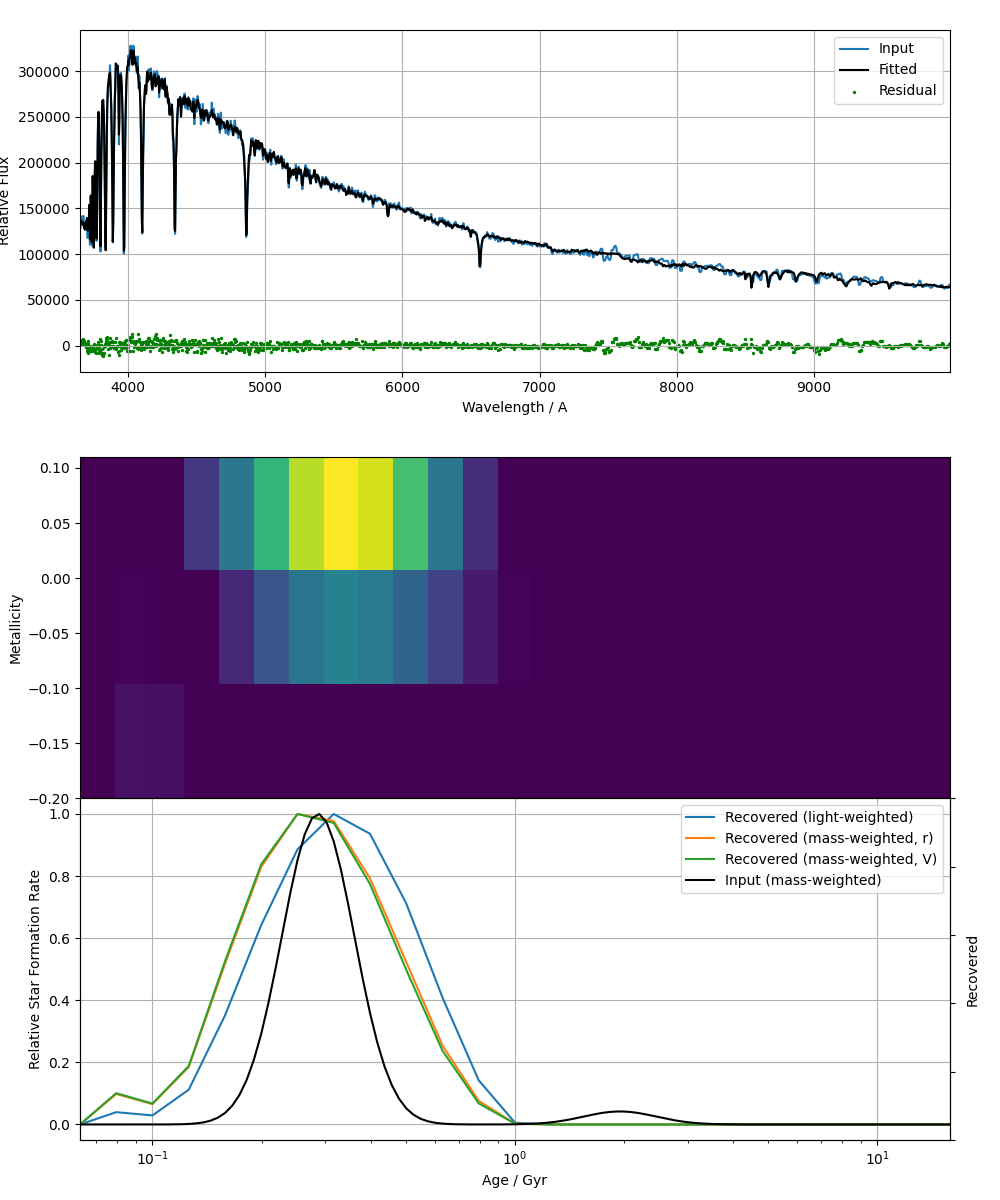 300000
250000
200000
150000
100000
50000
0
Relative Flux
Input
Fitted
Residual
4000 5000 6000 7000 8000 9000
Wavelength / A
0.10
0.05
0.00
−0.05
−0.10
−0.15
−0.20
Metallicity
1.0
0.8
0.6
0.4
0.2
0.0
Relative Star Formation Rate
Recovered (light-weighted)
Recovered (mass-weighted, r)
Recovered (mass-weighted, V)
Input (mass-weighted)
Recovered
10⁻¹ 10⁰ 10¹
Age / Gyr